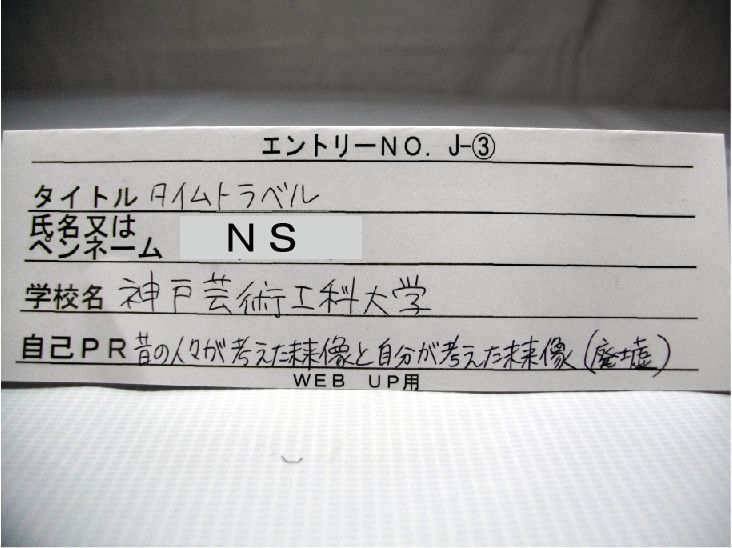 エントリーNO. J-③
タイトル タイムトラベル
氏名又は
ペンネーム NS
学校名 神戸芸術工科大学
自己PR 昔の人々が考えた未来像と自分が考えた未来像(廃墟)
WEB UP用